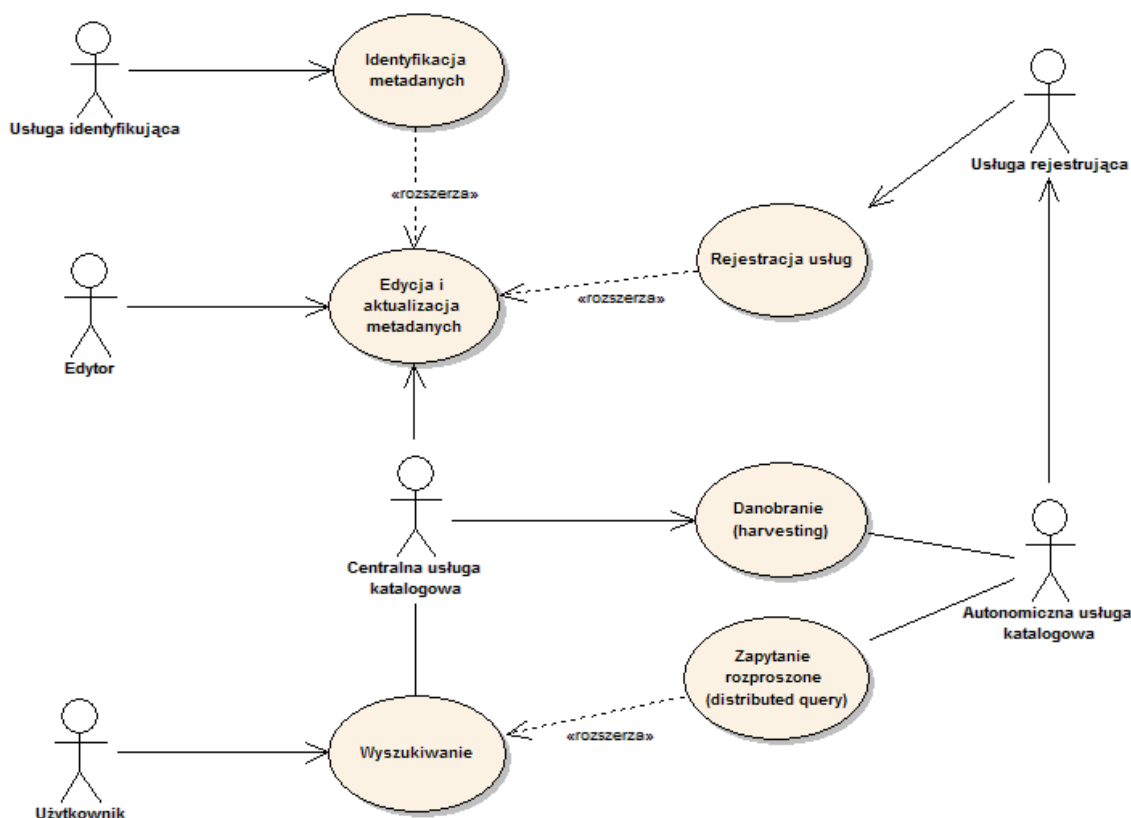 Identyfikacja
metadanych
Usługa identyfikująca
Usługa rejestrująca
«rozszerza»
Rejestracja usług
Edycja i
aktualizacja
metadanych
«rozszerza»
Edytor
Danobranie
(harvesting)
Centralna usługa
katalogowa
Autonomiczna usługa
katalogowa
Zapytanie
rozproszone
(distributed query)
«rozszerza»
Wyszukiwanie
Użytkownik